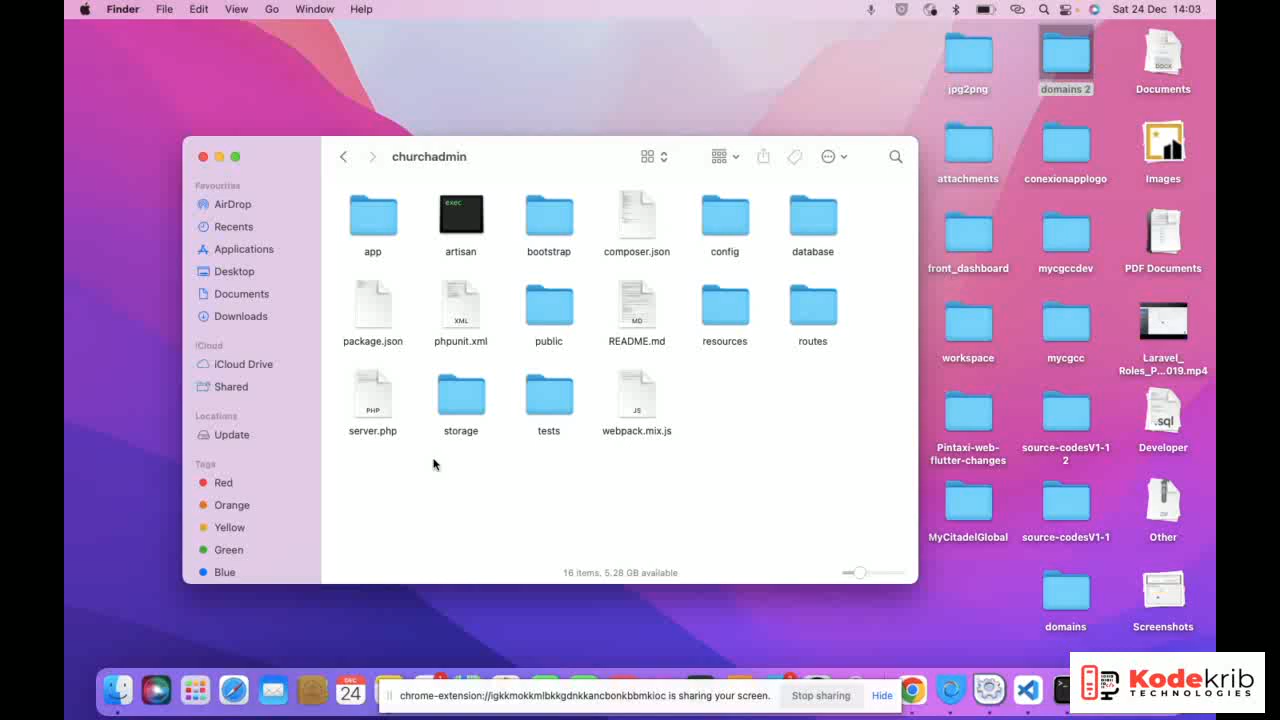 Finder File Edit View Go Window Help Sat 24 Dec 14:03
churchadmin
Favourites
AirDrop
Recents
Applications
Desktop
Documents
Downloads
iCloud
iCloud Drive
Shared
Locations
Update
Tags
Red
Orange
Yellow
Green
Blue
app
exec
artisan
bootstrap
composer.json
config
database
package.json
XML
phpunit.xml
public
MD
README.md
resources
routes
PHP
server.php
storage
tests
JS
webpack.mix.js
16 items, 5.28 GB available
jpg2png
domains 2
DOCX
Documents
attachments
conexionapplogo
Images
front_dashboard
mycgccdev
PDF Documents
workspace
mycgcc
Laravel_
Roles_P...019.mp4
Pintaxi-web-
flutter-changes
source-codesV1-1
2
.sql
Developer
MyCitadelGlobal
source-codesV1-1
ZIP
Other
domains
Screenshots
DEC
24
chrome-extension://igkkmokkmlbkkgdnkkancbonkbbmkioc is sharing your screen.
Stop sharing
Hide
Kodekrib
TECHNOLOGIES